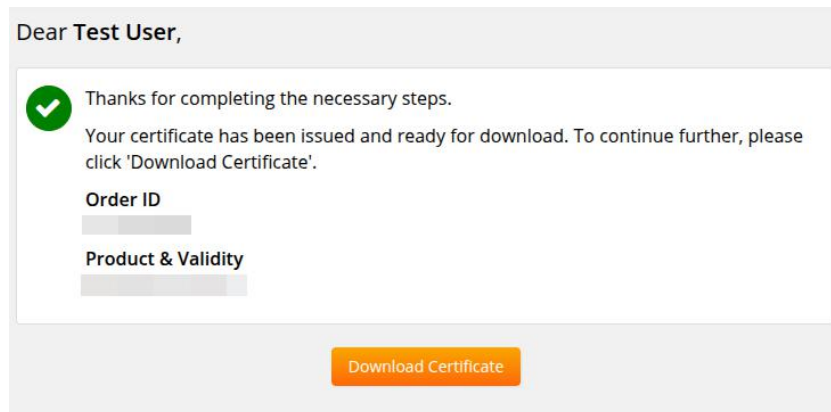 Dear Test User,
Thanks for completing the necessary steps.
Your certificate has been issued and ready for download. To continue further, please
click 'Download Certificate'.
Order ID
Product & Validity
Download Certificate